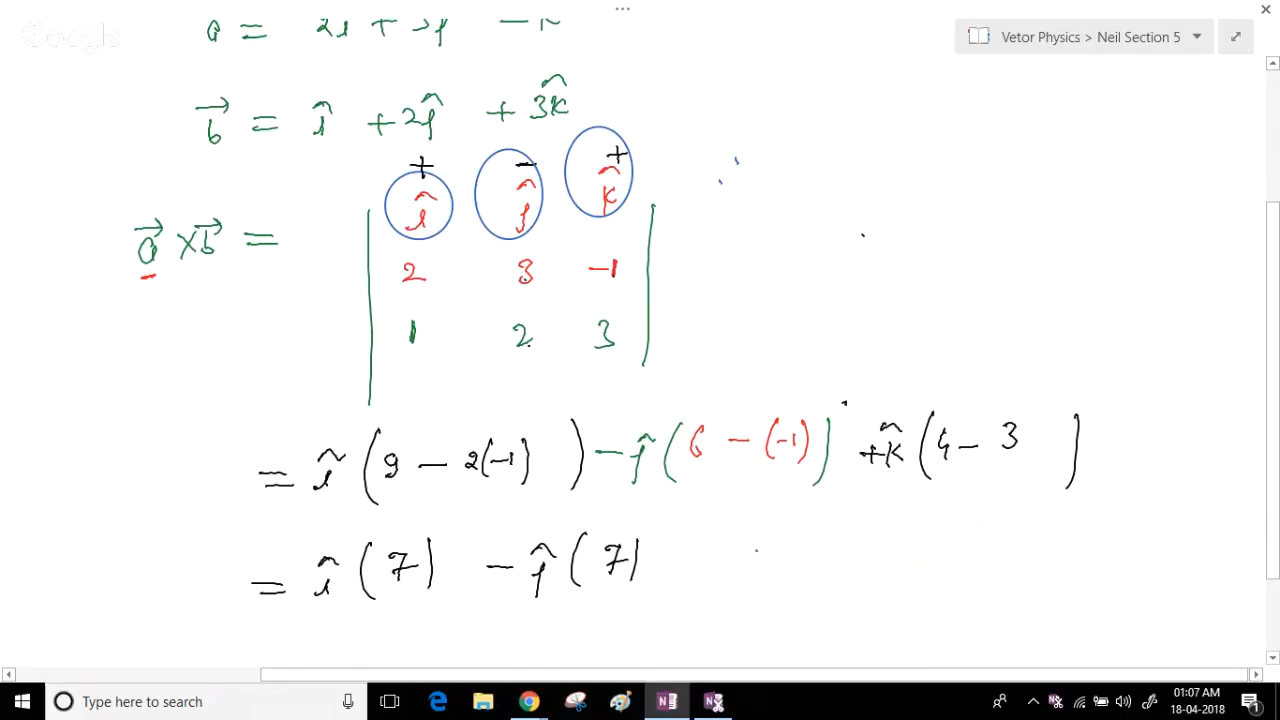 Google
Vetor Physics > Neil Section 5
b⃗ = î + 2ĵ + 3k̂
+ − +
î ĵ k̂
a⃗ × b⃗ =
2 3 −1
1 2 3
= î (9 − 2(−1)) − ĵ (6 − (−1)) + k̂ (4 − 3)
= î (7) − ĵ (7)
Type here to search
01:07 AM
18-04-2018